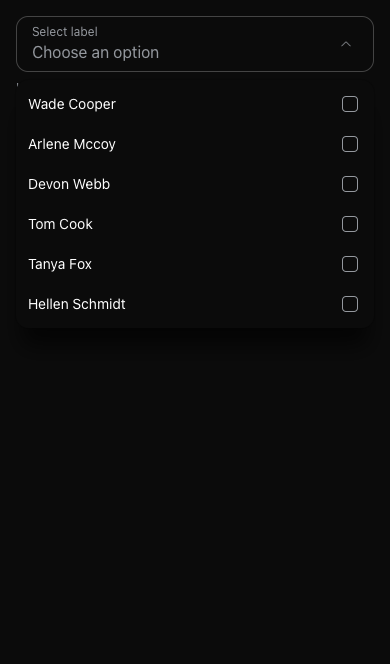 Select label
Choose an option
Wade Cooper
Arlene Mccoy
Devon Webb
Tom Cook
Tanya Fox
Hellen Schmidt